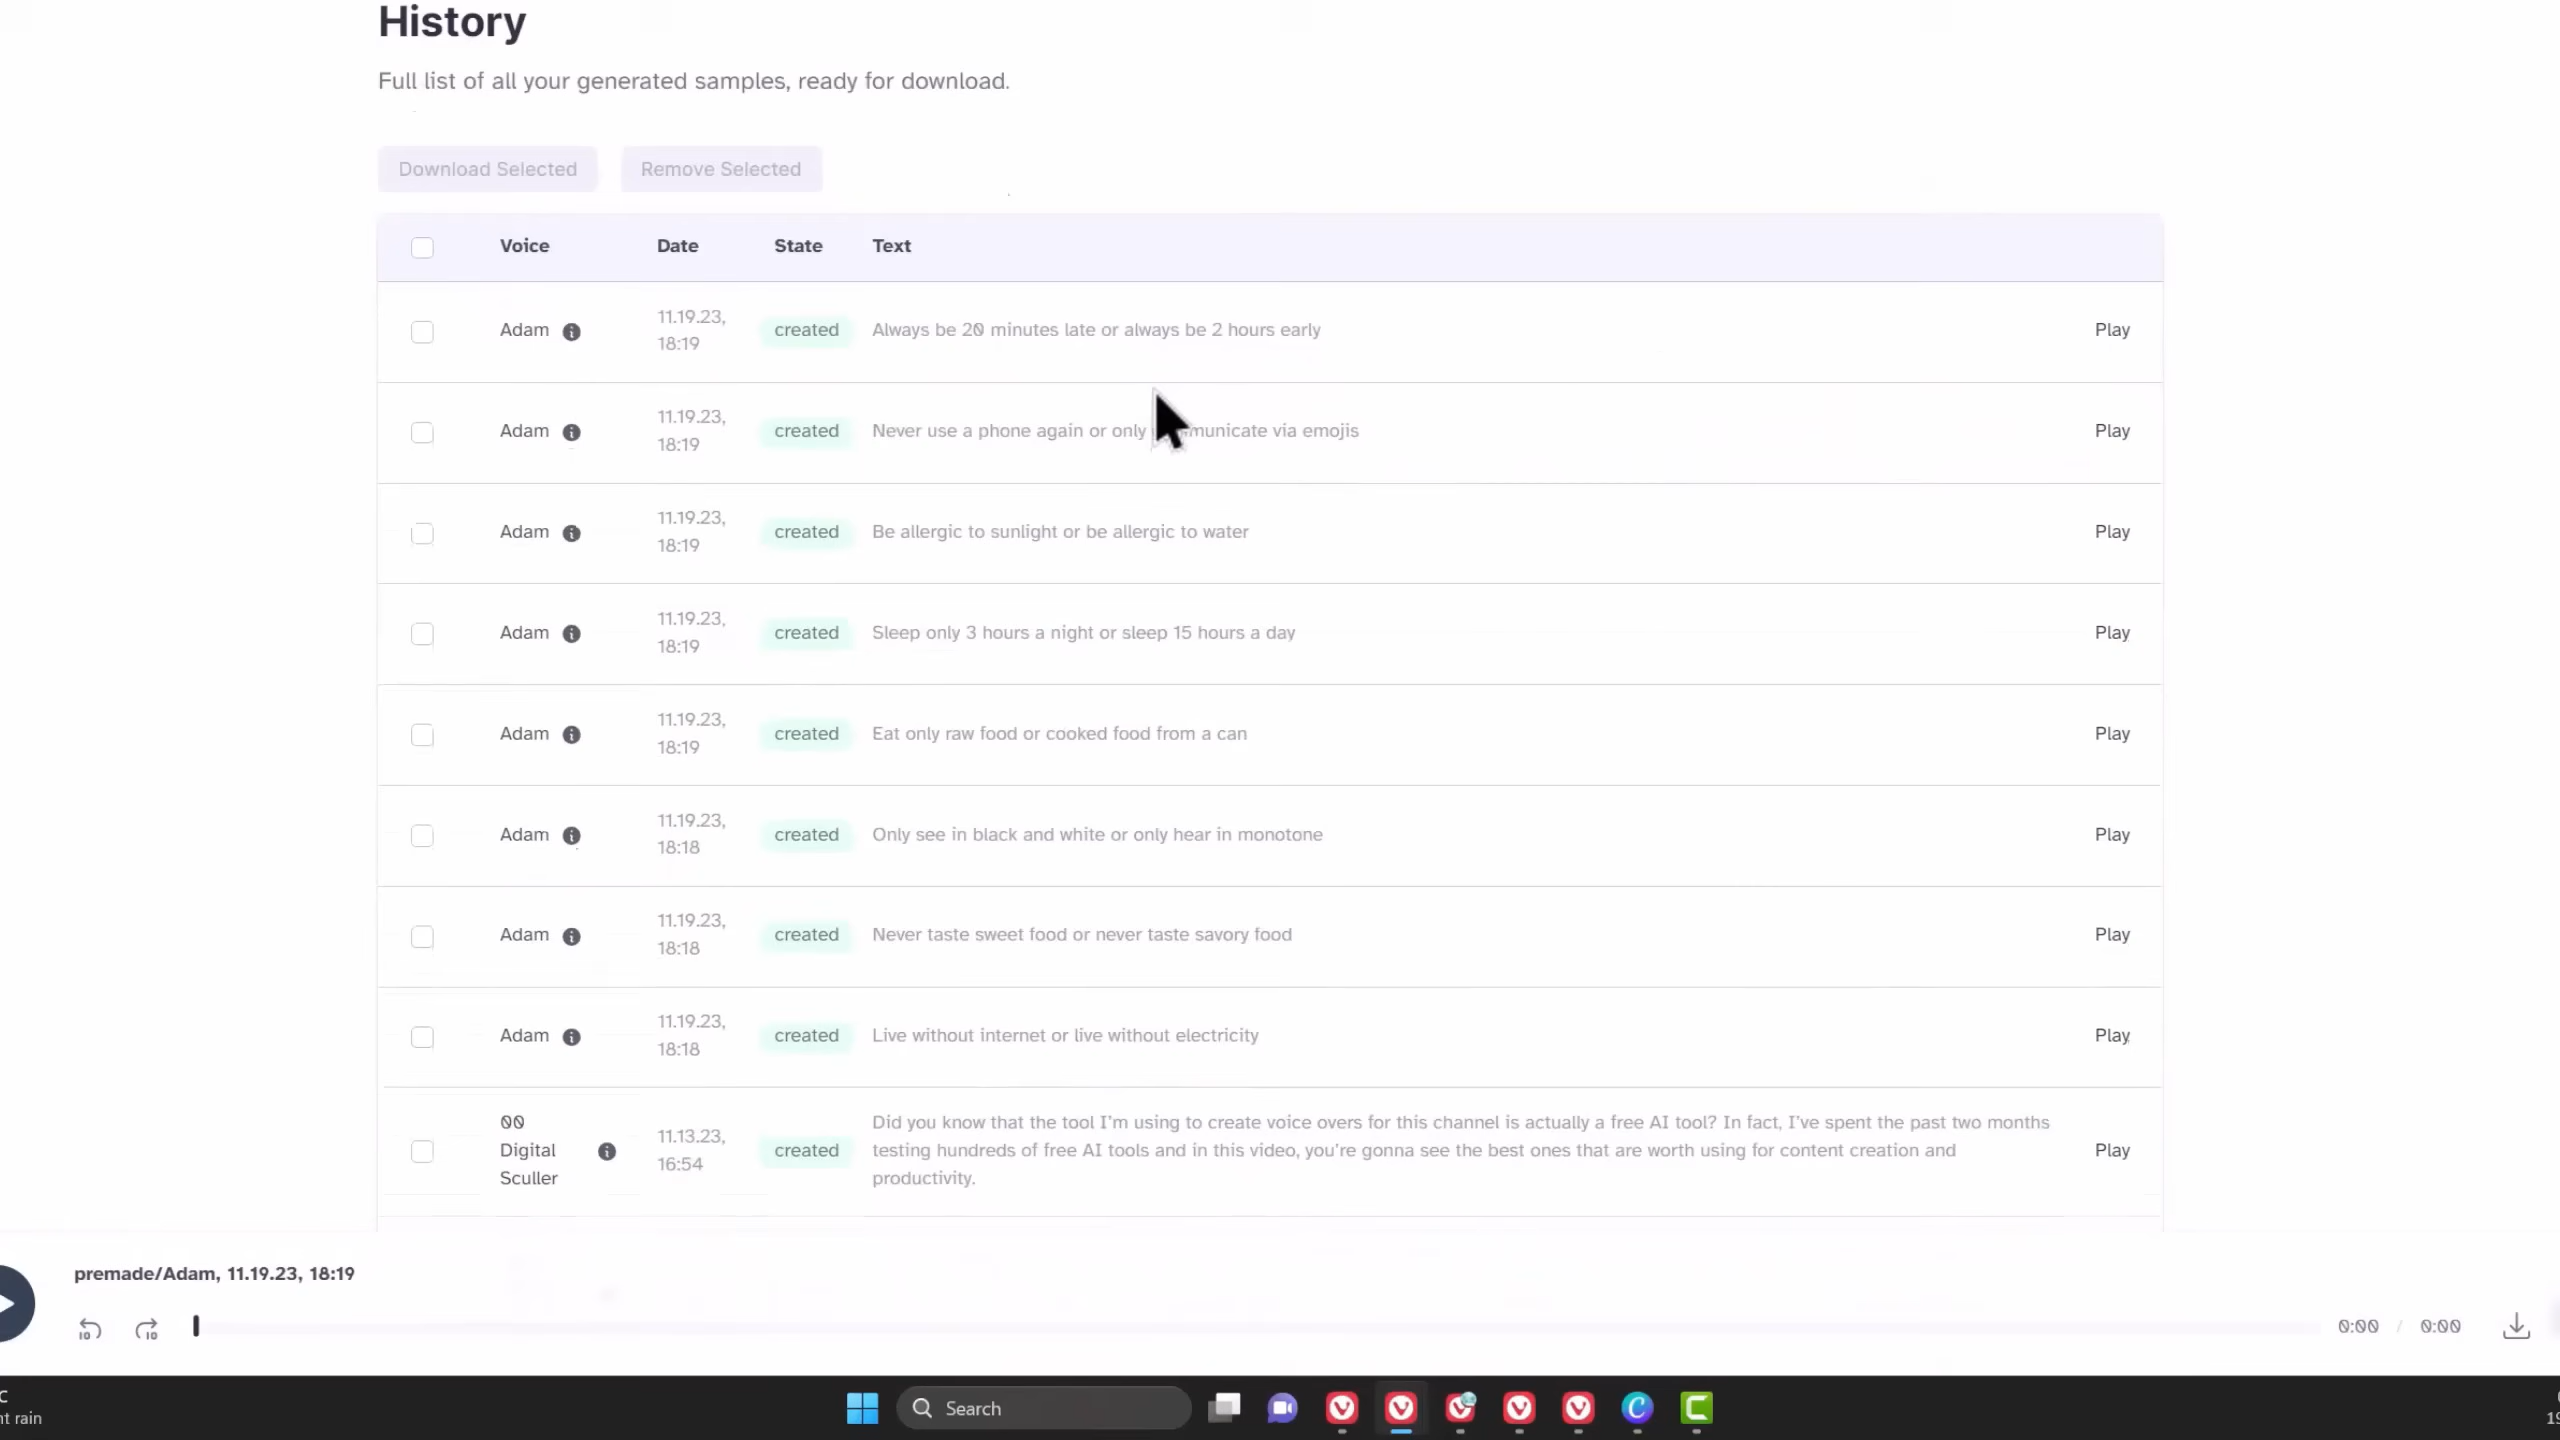 History
Full list of all your generated samples, ready for download.
Download Selected Remove Selected
Voice Date State Text
Adam 11.19.23, 18:19 created Always be 20 minutes late or always be 2 hours early Play
Adam 11.19.23, 18:19 created Never use a phone again or only municate via emojis Play
Adam 11.19.23, 18:19 created Be allergic to sunlight or be allergic to water Play
Adam 11.19.23, 18:19 created Sleep only 3 hours a night or sleep 15 hours a day Play
Adam 11.19.23, 18:19 created Eat only raw food or cooked food from a can Play
Adam 11.19.23, 18:18 created Only see in black and white or only hear in monotone Play
Adam 11.19.23, 18:18 created Never taste sweet food or never taste savory food Play
Adam 11.19.23, 18:18 created Live without internet or live without electricity Play
00 Digital Sculler 11.13.23, 16:54 created Did you know that the tool I'm using to create voice overs for this channel is actually a free AI tool? In fact, I've spent the past two months
testing hundreds of free AI tools and in this video, you're gonna see the best ones that are worth using for content creation and
productivity. Play
premade/Adam, 11.19.23, 18:19
10 10 0:00 / 0:00
C
nt rain
Search